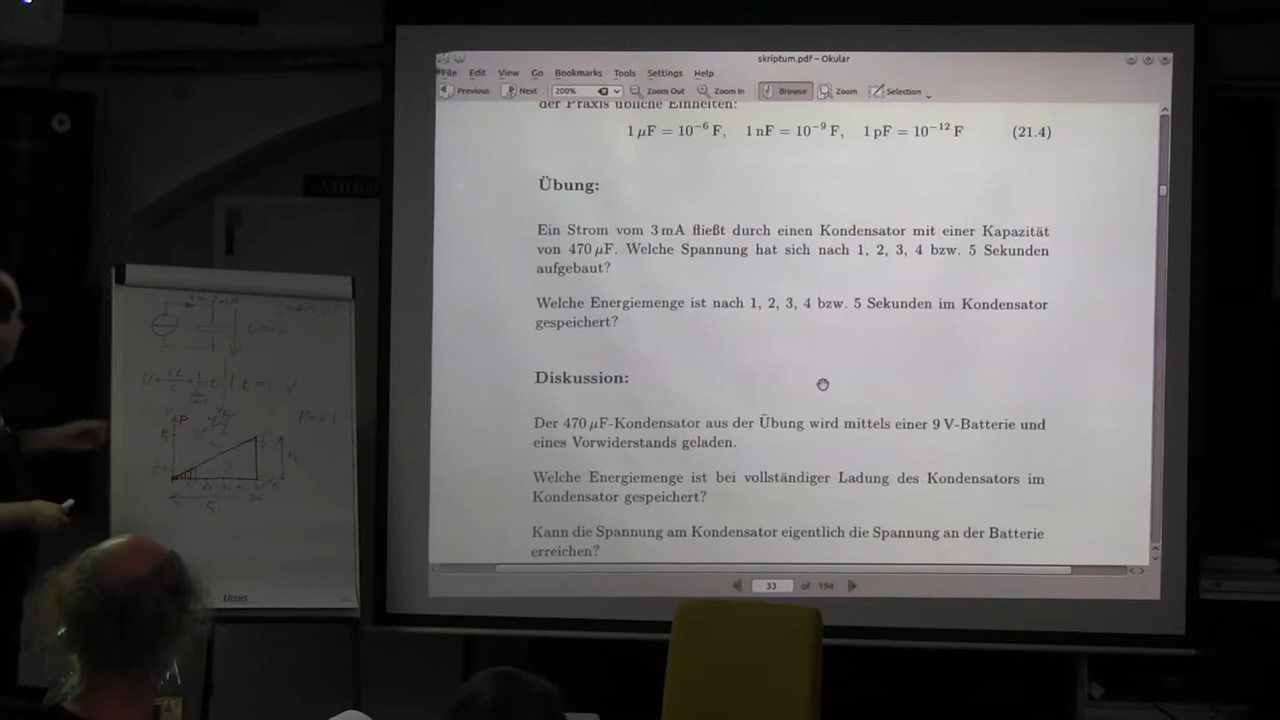 skriptum.pdf – Okular
File Edit View Go Bookmarks Tools Settings Help
Previous Next 200% Zoom Out Zoom In Browse Zoom Selection
der Praxis übliche Einheiten:
1 μF = 10⁻⁶ F, 1 nF = 10⁻⁹ F, 1 pF = 10⁻¹² F (21.4)
Übung:
Ein Strom vom 3 mA fließt durch einen Kondensator mit einer Kapazität
von 470 μF. Welche Spannung hat sich nach 1, 2, 3, 4 bzw. 5 Sekunden
aufgebaut?
Welche Energiemenge ist nach 1, 2, 3, 4 bzw. 5 Sekunden im Kondensator
gespeichert?
Diskussion:
Der 470 μF-Kondensator aus der Übung wird mittels einer 9 V-Batterie und
eines Vorwiderstands geladen.
Welche Energiemenge ist bei vollständiger Ladung des Kondensators im
Kondensator gespeichert?
Kann die Spannung am Kondensator eigentlich die Spannung an der Batterie
erreichen?
33 of 194